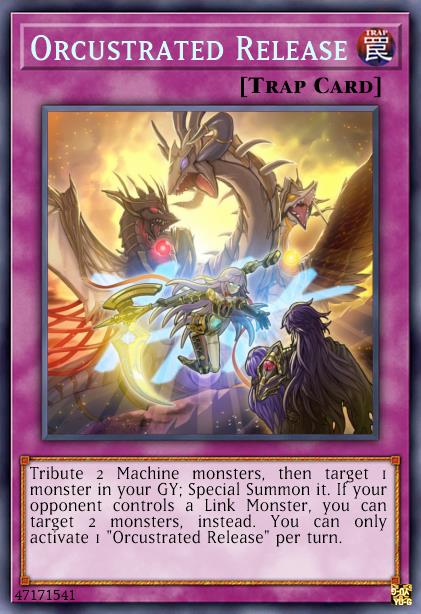 Orcustrated Release
TRAP
罠
[Trap Card]
Tribute 2 Machine monsters, then target 1
monster in your GY; Special Summon it. If your
opponent controls a Link Monster, you can
target 2 monsters, instead. You can only
activate 1 "Orcustrated Release" per turn.
47171541